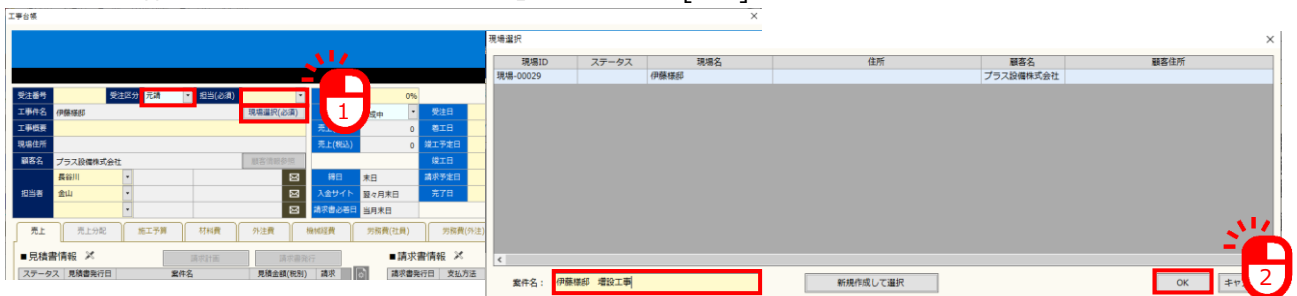 工事台帳
×
受注番号 受注区分 元請 担当(必須) 0%
工事件名 伊藤様邸 現場選択(必須) 成中 受注日
工事概要 0 着工日
現場住所 売上(税込) 0 竣工予定日
顧客名 プラス設備株式会社 顧客情報参照 竣工日
担当者 長谷川 締日 末日 請求予定日
金山 入金サイト 翌々月末日 完了日
請求書必着日 当月末日
売上 売上分配 施工予算 材料費 外注費 機械経費 労務費(社員) 労務費(外注)
■見積書情報 請求計画 請求書発行 ■請求書情報
ステータス 見積書発行日 案件名 見積金額(税別) 請求 請求書発行日 支払方法
1
現場選択
×
現場ID ステータス 現場名 住所 顧客名 顧客住所
現場-00029 伊藤様邸 プラス設備株式会社
案件名: 伊藤様邸 増設工事 新規作成して選択 OK キャ
2